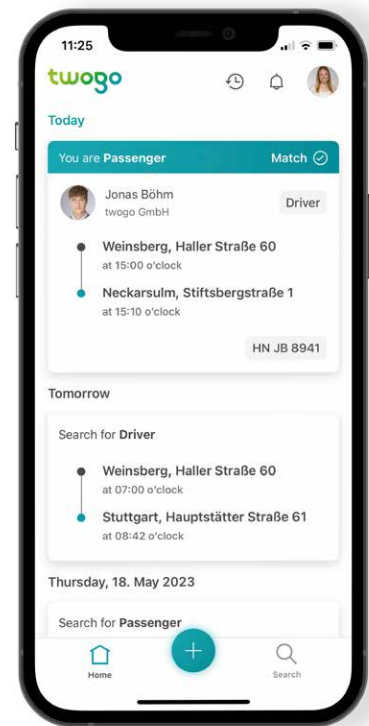 11:25
twogo
Today
You are Passenger Match
Jonas Böhm
twogo GmbH
Driver
Weinsberg, Haller Straße 60
at 15:00 o'clock
Neckarsulm, Stiftsbergstraße 1
at 15:10 o'clock
HN JB 8941
Tomorrow
Search for Driver
Weinsberg, Haller Straße 60
at 07:00 o'clock
Stuttgart, Hauptstätter Straße 61
at 08:42 o'clock
Thursday, 18. May 2023
Search for Passenger
Home
Search